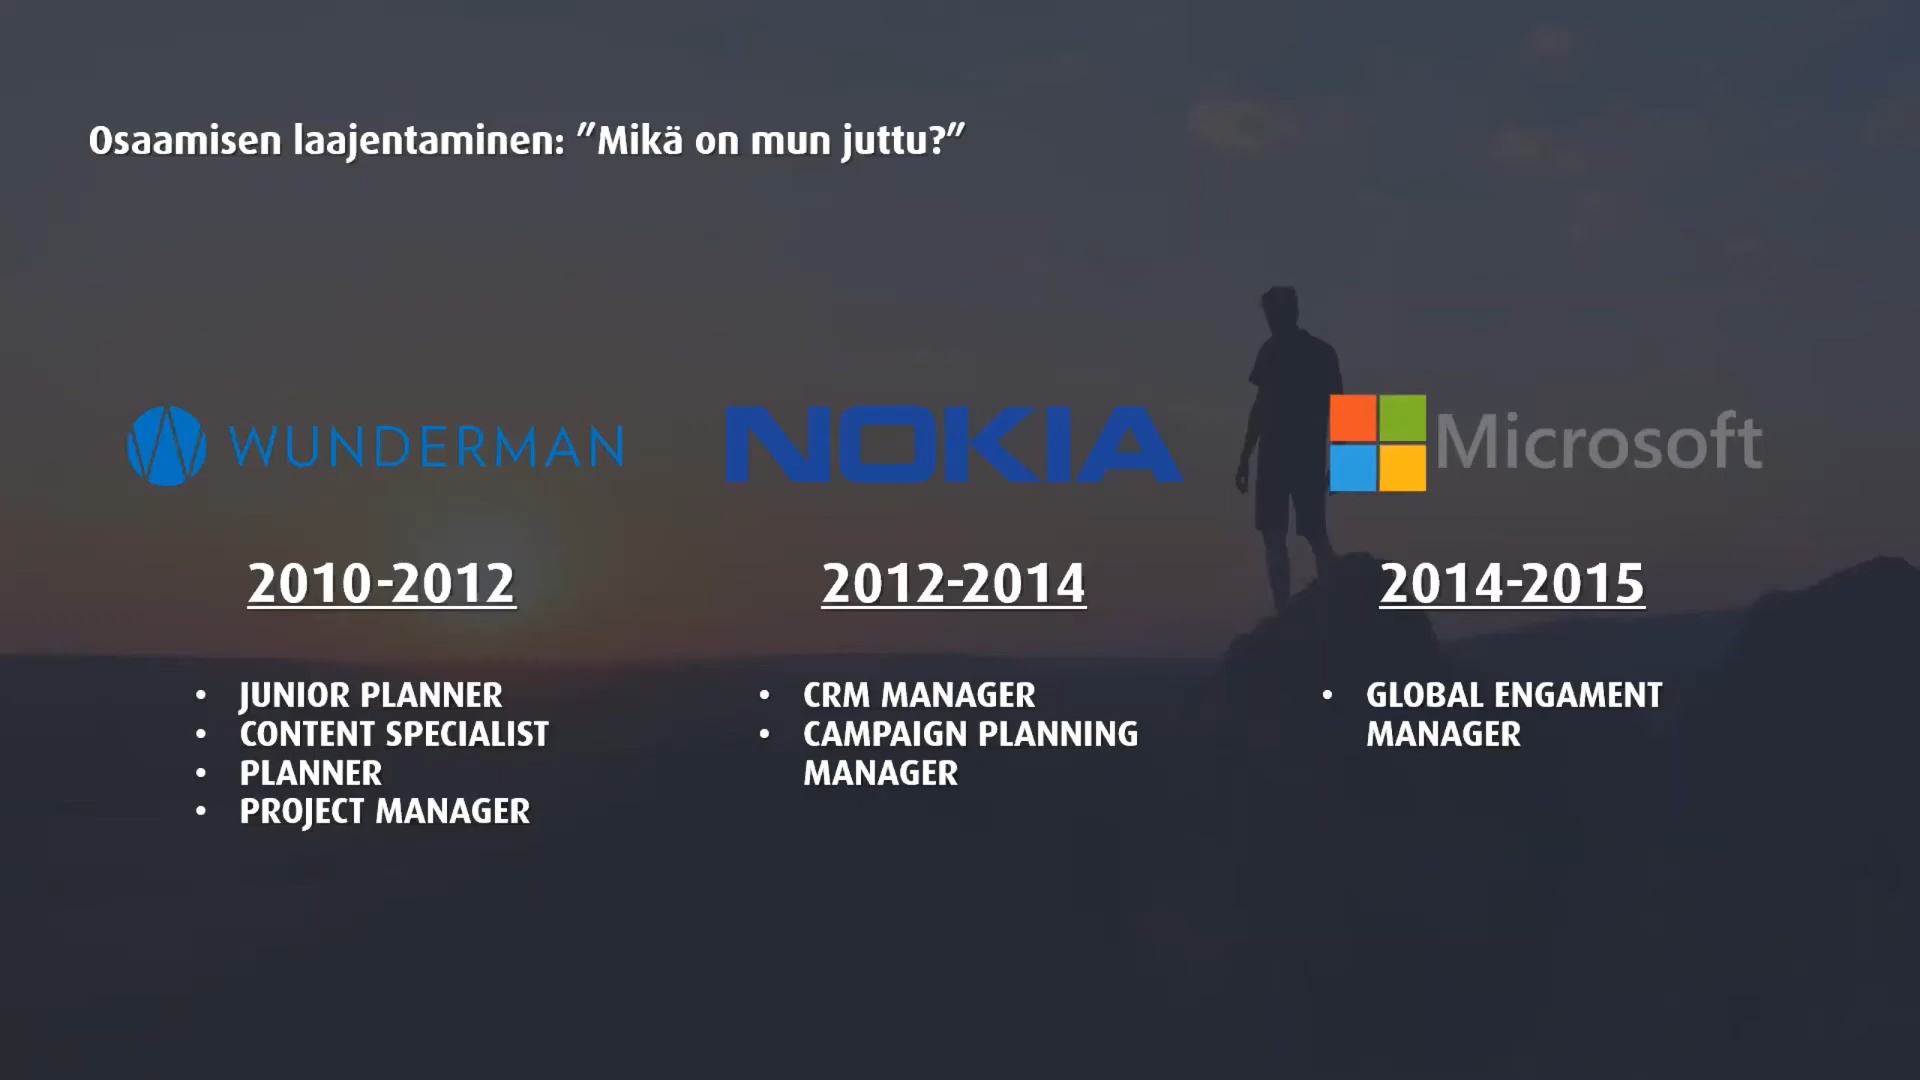 Osaamisen laajentaminen: ”Mikä on mun juttu?”
WUNDERMAN
NOKIA
Microsoft
2010-2012
2012-2014
2014-2015
• JUNIOR PLANNER
• CONTENT SPECIALIST
• PLANNER
• PROJECT MANAGER
• CRM MANAGER
• CAMPAIGN PLANNING
MANAGER
• GLOBAL ENGAMENT
MANAGER